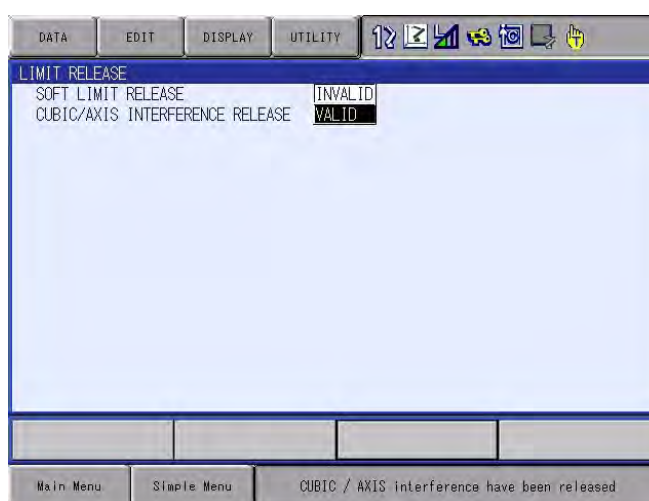 DATA EDIT DISPLAY UTILITY
LIMIT RELEASE
SOFT LIMIT RELEASE INVALID
CUBIC/AXIS INTERFERENCE RELEASE VALID
Main Menu Simple Menu CUBIC / AXIS interference have been released